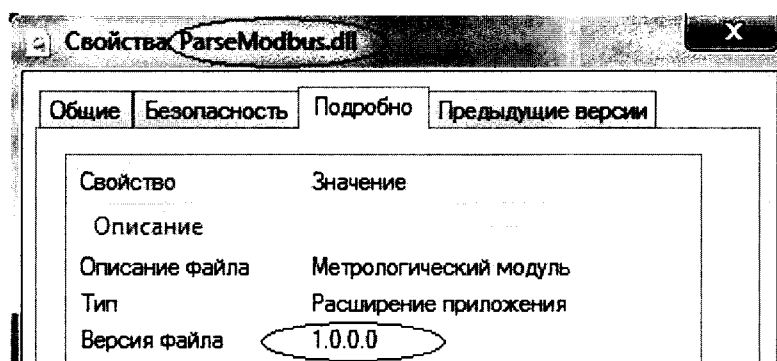 Свойства: ParseModbus.dll
x
Общие Безопасность Подробно Предыдущие версии
Свойство Значение
Описание
Описание файла Метрологический модуль
Тип Расширение приложения
Версия файла 1.0.0.0